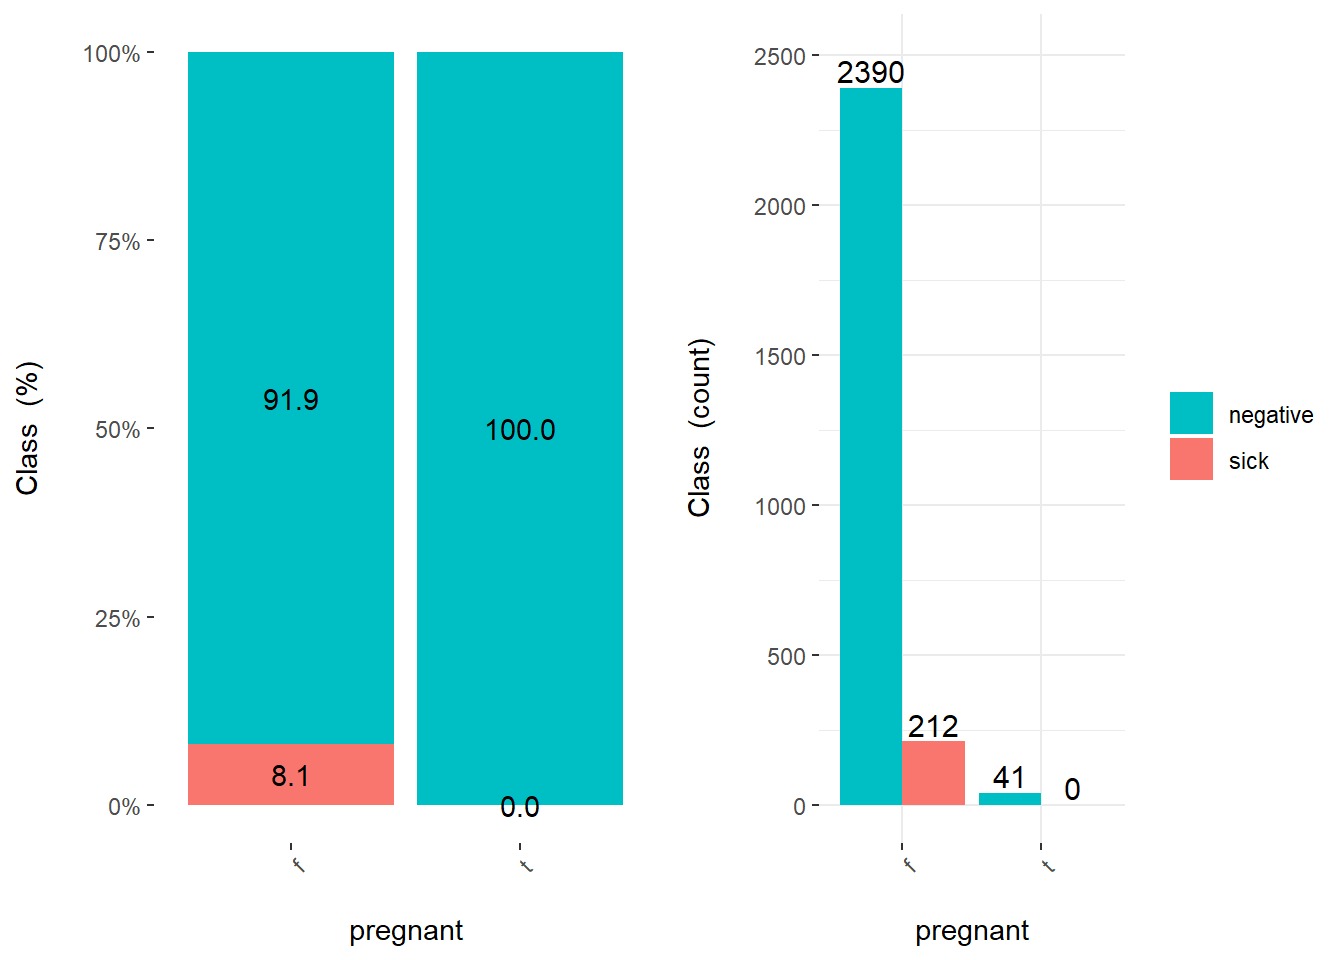 Class (%)
100%
75%
50%
25%
0%
91.9
8.1
100.0
0.0
f
t
pregnant
Class (count)
2500
2000
1500
1000
500
0
2390
212
41
0
f
t
pregnant
negative
sick